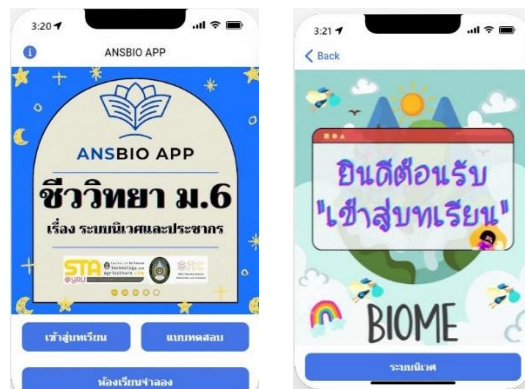 3:20
ANSBIO APP
ANSBIO APP
ชีววิทยา ม.6
เรื่อง ระบบนิเวศและประชากร
STA
@YRU
เข้าสู่บทเรียน
แบบทดสอบ
ห้องเรียนจำลอง
3:21
Back
ยินดีต้อนรับ
"เข้าสู่บทเรียน"
BIOME
ระบบนิเวศ